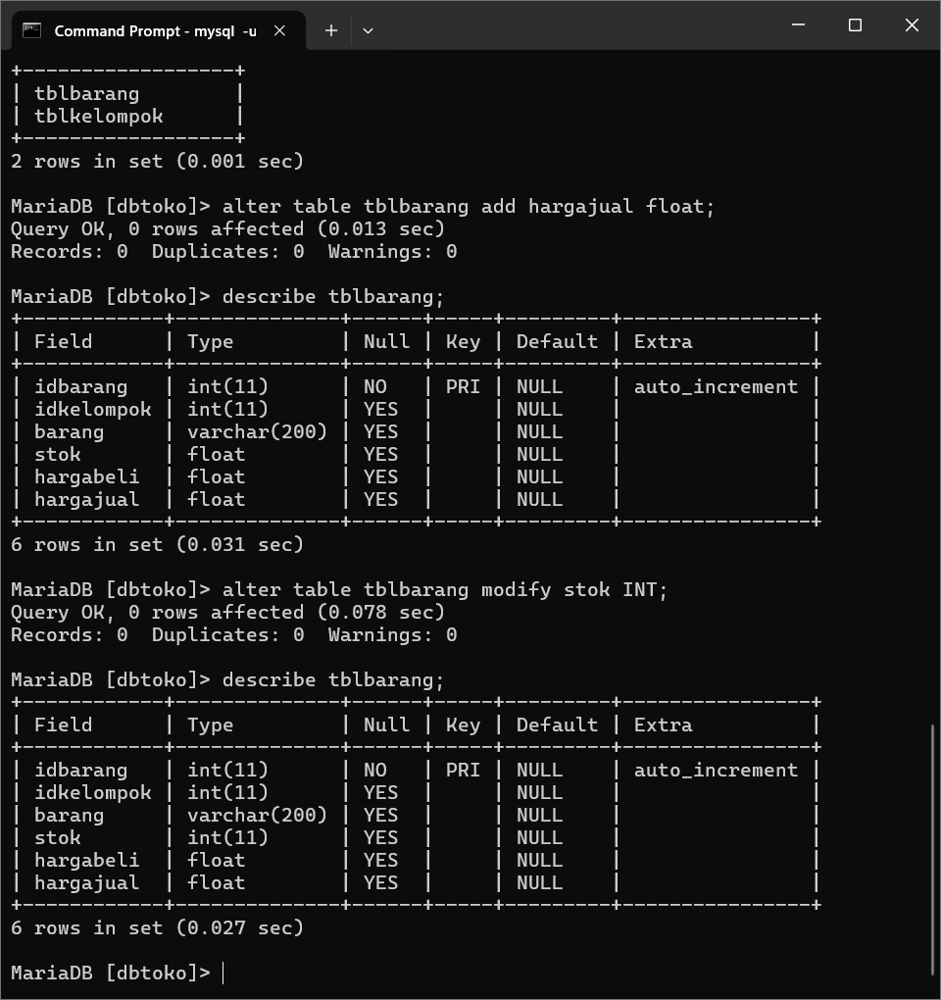 Command Prompt - mysql  -u
+------------------+
| tblbarang        |
| tblkelompok      |
+------------------+
2 rows in set (0.001 sec)
MariaDB [dbtoko]> alter table tblbarang add hargajual float;
Query OK, 0 rows affected (0.013 sec)
Records: 0  Duplicates: 0  Warnings: 0
MariaDB [dbtoko]> describe tblbarang;
+------------+--------------+------+-----+---------+----------------+
| Field      | Type         | Null | Key | Default | Extra          |
+------------+--------------+------+-----+---------+----------------+
| idbarang   | int(11)      | NO   | PRI | NULL    | auto_increment |
| idkelompok | int(11)      | YES  |     | NULL    |                |
| barang     | varchar(200) | YES  |     | NULL    |                |
| stok       | float        | YES  |     | NULL    |                |
| hargabeli  | float        | YES  |     | NULL    |                |
| hargajual  | float        | YES  |     | NULL    |                |
+------------+--------------+------+-----+---------+----------------+
6 rows in set (0.031 sec)
MariaDB [dbtoko]> alter table tblbarang modify stok INT;
Query OK, 0 rows affected (0.078 sec)
Records: 0  Duplicates: 0  Warnings: 0
MariaDB [dbtoko]> describe tblbarang;
+------------+--------------+------+-----+---------+----------------+
| Field      | Type         | Null | Key | Default | Extra          |
+------------+--------------+------+-----+---------+----------------+
| idbarang   | int(11)      | NO   | PRI | NULL    | auto_increment |
| idkelompok | int(11)      | YES  |     | NULL    |                |
| barang     | varchar(200) | YES  |     | NULL    |                |
| stok       | int(11)      | YES  |     | NULL    |                |
| hargabeli  | float        | YES  |     | NULL    |                |
| hargajual  | float        | YES  |     | NULL    |                |
+------------+--------------+------+-----+---------+----------------+
6 rows in set (0.027 sec)
MariaDB [dbtoko]>